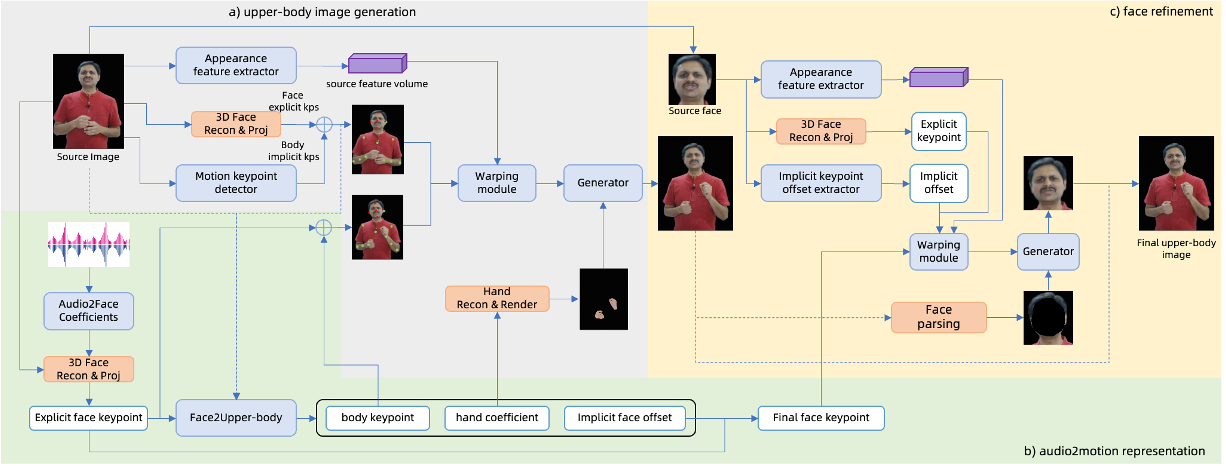 a) upper-body image generation
c) face refinement
Appearance
feature extractor
source feature volume
Face
explicit kps
3D Face
Recon & Proj
Body
implicit kps
Source Image
Motion keypoint
detector
Warping
module
Generator
Hand
Recon & Render
Source face
Appearance
feature extractor
3D Face
Recon & Proj
Explicit
keypoint
Implicit keypoint
offset extractor
Implicit
offset
Warping
module
Generator
Final upper-body
image
Face
parsing
Audio2Face
Coefficients
3D Face
Recon & Proj
Explicit face keypoint
Face2Upper-body
body keypoint
hand coefficient
Implicit face offset
Final face keypoint
b) audio2motion representation